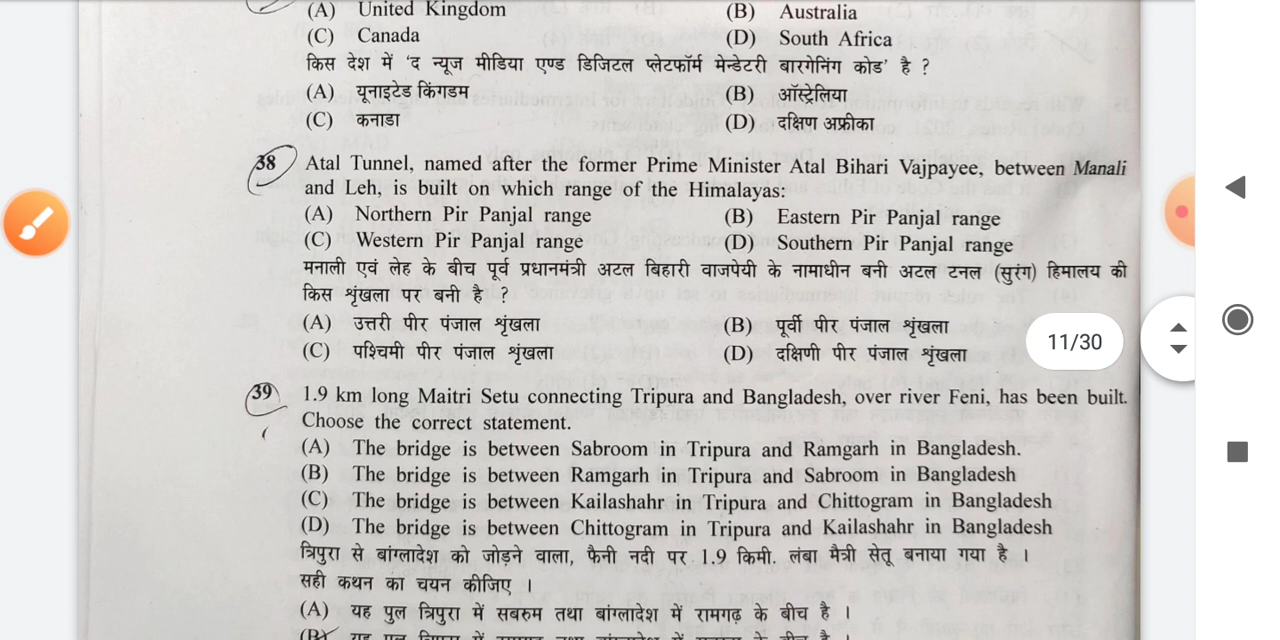 (A) United Kingdom (B) Australia
(C) Canada (D) South Africa
किस देश में 'द न्यूज मीडिया एण्ड डिजिटल प्लेटफॉर्म मेन्डेटरी बारगेनिंग कोड' है ?
(A) यूनाइटेड किंगडम (B) ऑस्ट्रेलिया
(C) कनाडा (D) दक्षिण अफ्रीका
38 Atal Tunnel, named after the former Prime Minister Atal Bihari Vajpayee, between Manali
and Leh, is built on which range of the Himalayas:
(A) Northern Pir Panjal range (B) Eastern Pir Panjal range
(C) Western Pir Panjal range (D) Southern Pir Panjal range
मनाली एवं लेह के बीच पूर्व प्रधानमंत्री अटल बिहारी वाजपेयी के नामाधीन बनी अटल टनल (सुरंग) हिमालय की
किस शृंखला पर बनी है ?
(A) उत्तरी पीर पंजाल शृंखला (B) पूर्वी पीर पंजाल शृंखला
(C) पश्चिमी पीर पंजाल शृंखला (D) दक्षिणी पीर पंजाल शृंखला
11/30
39 1.9 km long Maitri Setu connecting Tripura and Bangladesh, over river Feni, has been built.
Choose the correct statement.
(A) The bridge is between Sabroom in Tripura and Ramgarh in Bangladesh.
(B) The bridge is between Ramgarh in Tripura and Sabroom in Bangladesh
(C) The bridge is between Kailashahr in Tripura and Chittogram in Bangladesh
(D) The bridge is between Chittogram in Tripura and Kailashahr in Bangladesh
त्रिपुरा से बांग्लादेश को जोड़ने वाला, फैनी नदी पर 1.9 किमी. लंबा मैत्री सेतू बनाया गया है ।
सही कथन का चयन कीजिए ।
(A) यह पुल त्रिपुरा में सबरुम तथा बांग्लादेश में रामगढ़ के बीच है ।
(B)